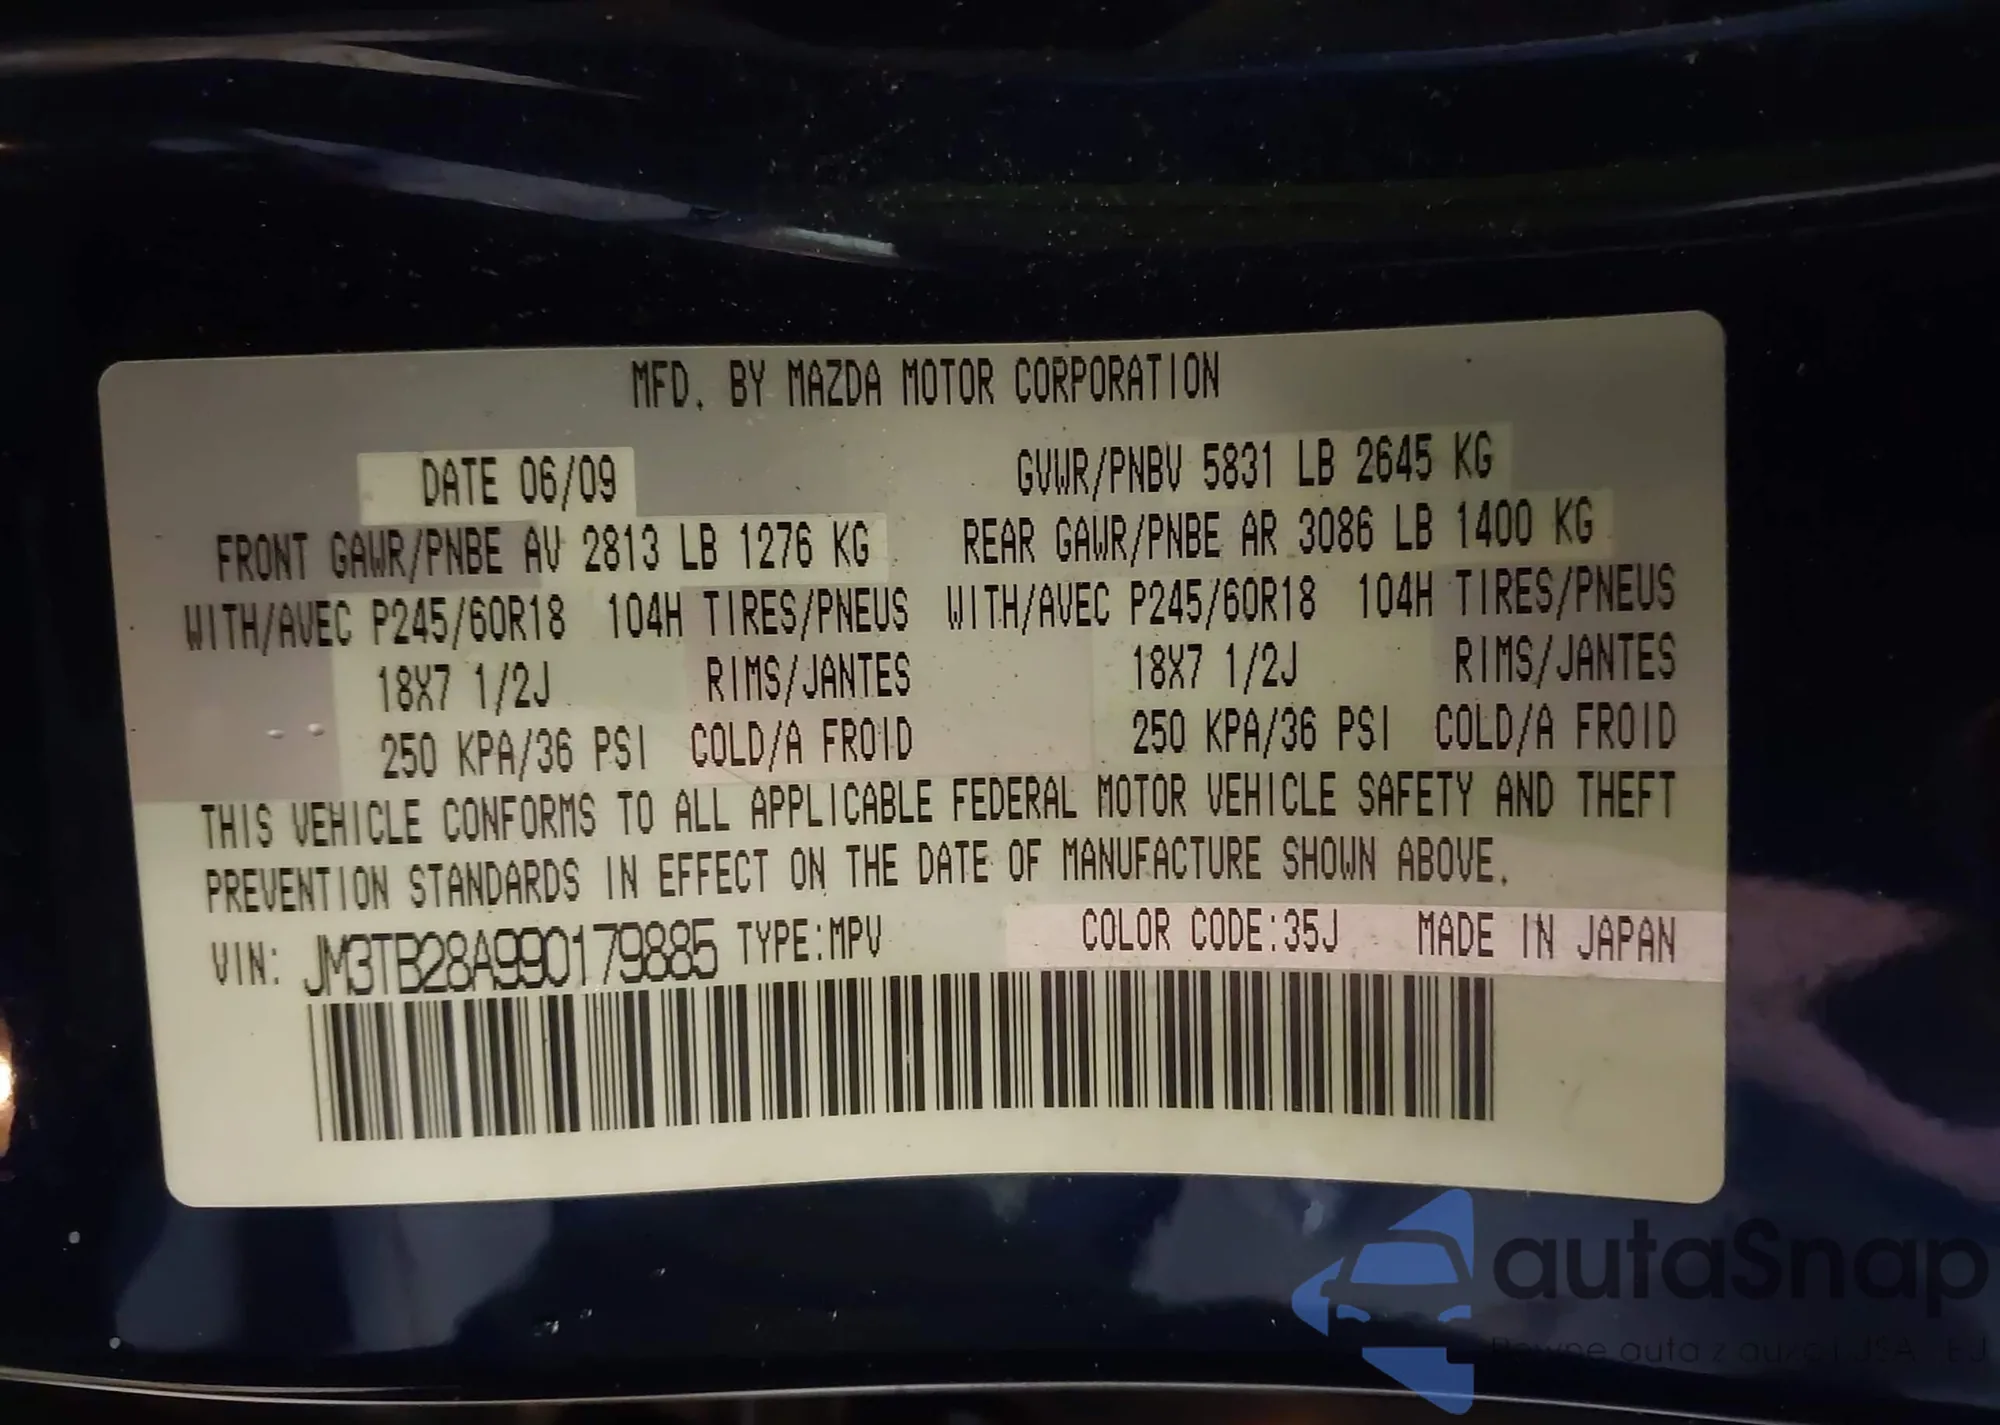 MFD. BY MAZDA MOTOR CORPORATION
DATE 06/09 GVWR/PNBV 5831 LB 2645 KG
FRONT GAWR/PNBE AV 2813 LB 1276 KG REAR GAWR/PNBE AR 3086 LB 1400 KG
WITH/AVEC P245/60R18 104H TIRES/PNEUS WITH/AVEC P245/60R18 104H TIRES/PNEUS
18X7 1/2J RIMS/JANTES 18X7 1/2J RIMS/JANTES
250 KPA/36 PSI COLD/A FROID 250 KPA/36 PSI COLD/A FROID
THIS VEHICLE CONFORMS TO ALL APPLICABLE FEDERAL MOTOR VEHICLE SAFETY AND THEFT
PREVENTION STANDARDS IN EFFECT ON THE DATE OF MANUFACTURE SHOWN ABOVE.
VIN: JM3TB28A990179885 TYPE:MPV COLOR CODE:35J MADE IN JAPAN
autaSnap
auta z